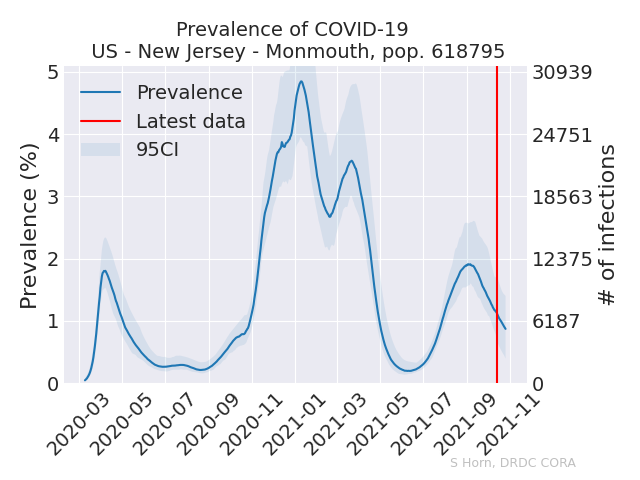 Prevalence of COVID-19
US - New Jersey - Monmouth, pop. 618795
Prevalence
Latest data
95CI
Prevalence (%)
5
4
3
2
1
0
30939
24751
18563
12375
6187
0
# of infections
2020-03
2020-05
2020-07
2020-09
2020-11
2021-01
2021-03
2021-05
2021-07
2021-09
2021-11
S Horn, DRDC CORA